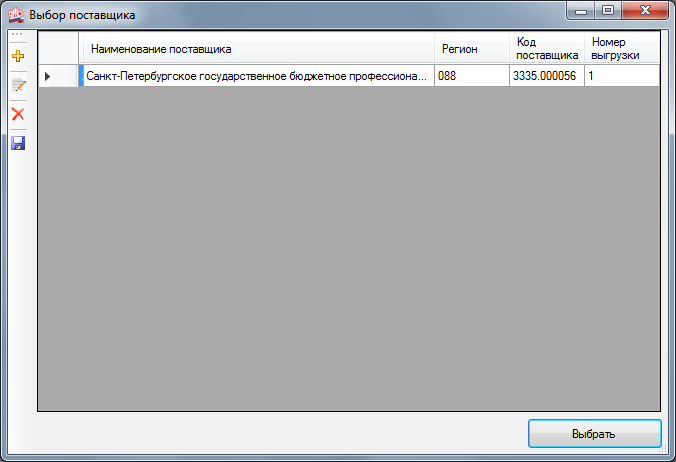 Выбор поставщика
Наименование поставщика
Регион
Код
поставщика
Номер
выгрузки
Санкт-Петербургское государственное бюджетное профессиона...
088
3335.000056
1
Выбрать